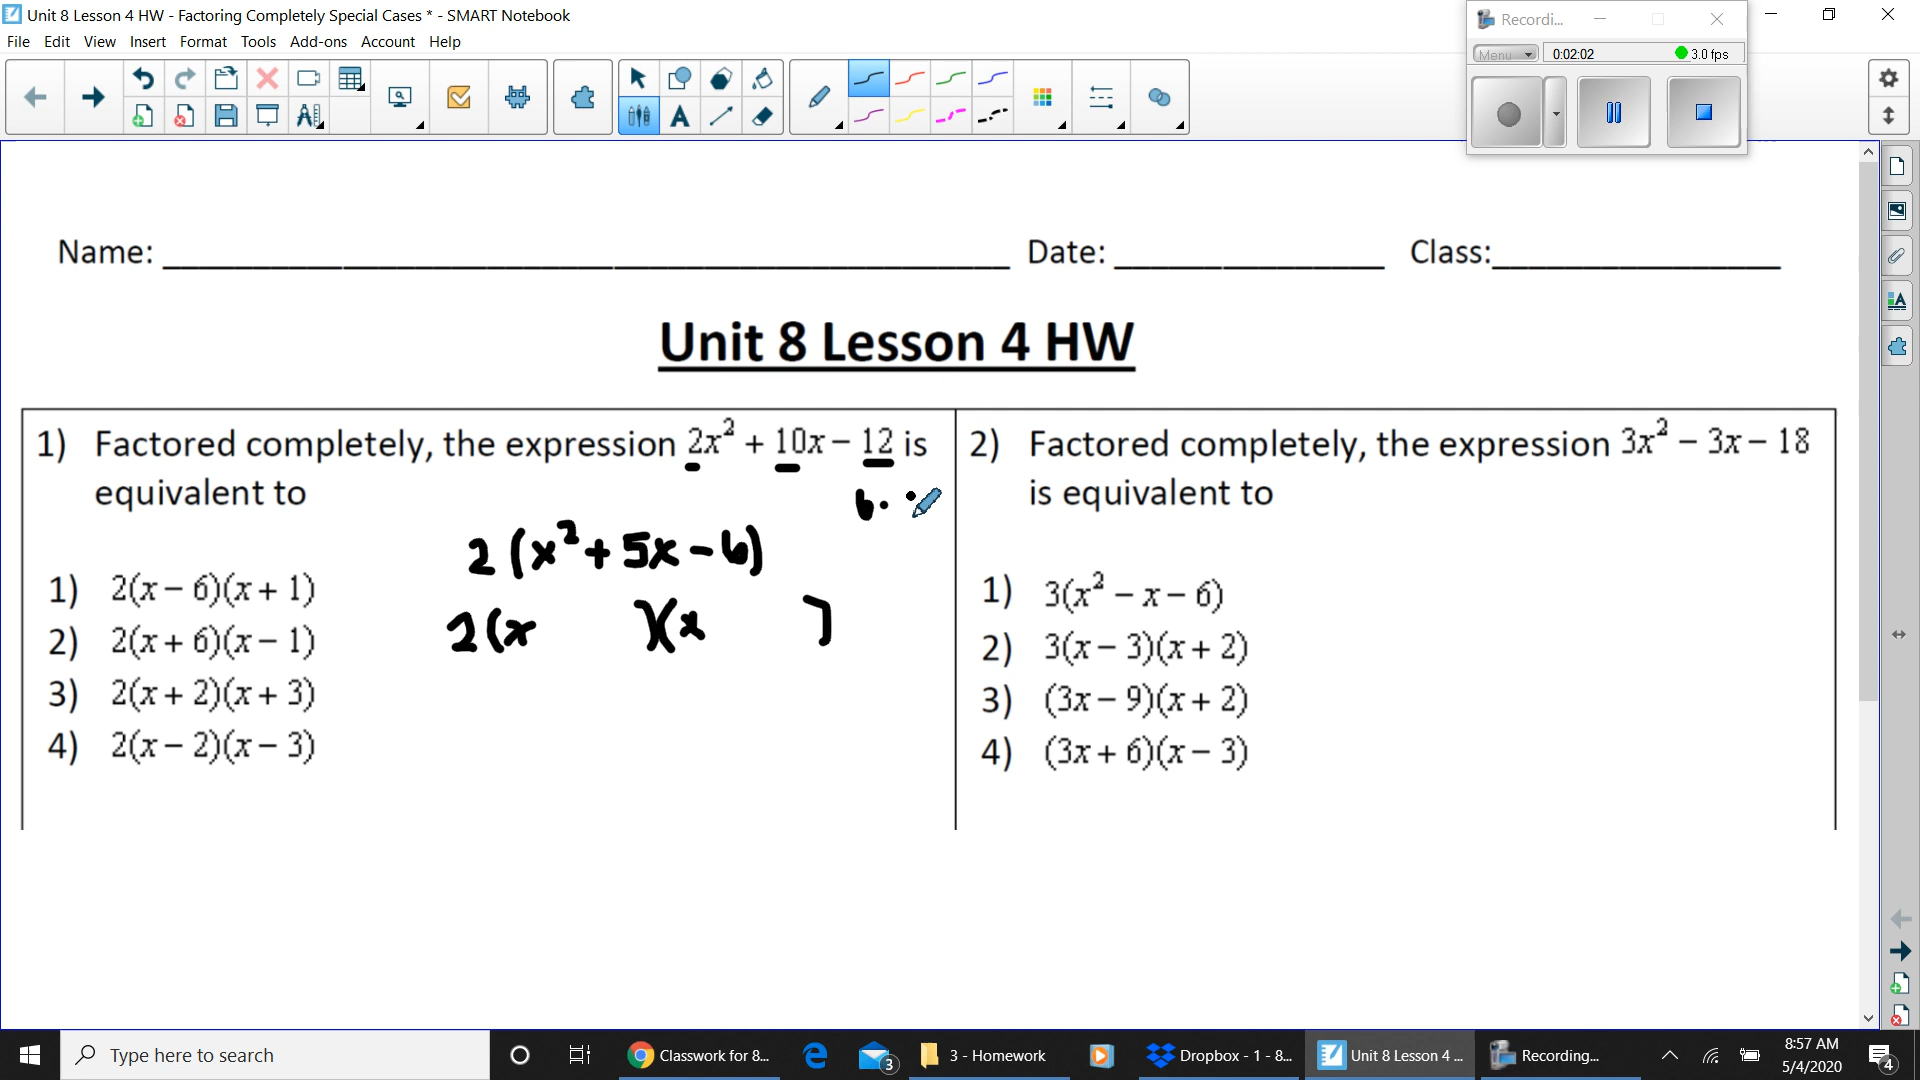 Unit 8 Lesson 4 HW - Factoring Completely Special Cases * - SMART Notebook
File Edit View Insert Format Tools Add-ons Account Help
Recordi...
Menu 0:02:02 3.0 fps
Name: Date: Class:
Unit 8 Lesson 4 HW
1) Factored completely, the expression 2x² + 10x − 12 is
equivalent to
6 ·
2 (x² + 5x − 6)
2 (x )(x )
1) 2(x − 6)(x + 1)
2) 2(x + 6)(x − 1)
3) 2(x + 2)(x + 3)
4) 2(x − 2)(x − 3)
2) Factored completely, the expression 3x² − 3x − 18
is equivalent to
1) 3(x² − x − 6)
2) 3(x − 3)(x + 2)
3) (3x − 9)(x + 2)
4) (3x + 6)(x − 3)
Type here to search
Classwork for 8...
3
3 - Homework
Dropbox - 1 - 8...
Unit 8 Lesson 4 ...
Recording...
8:57 AM
5/4/2020
4